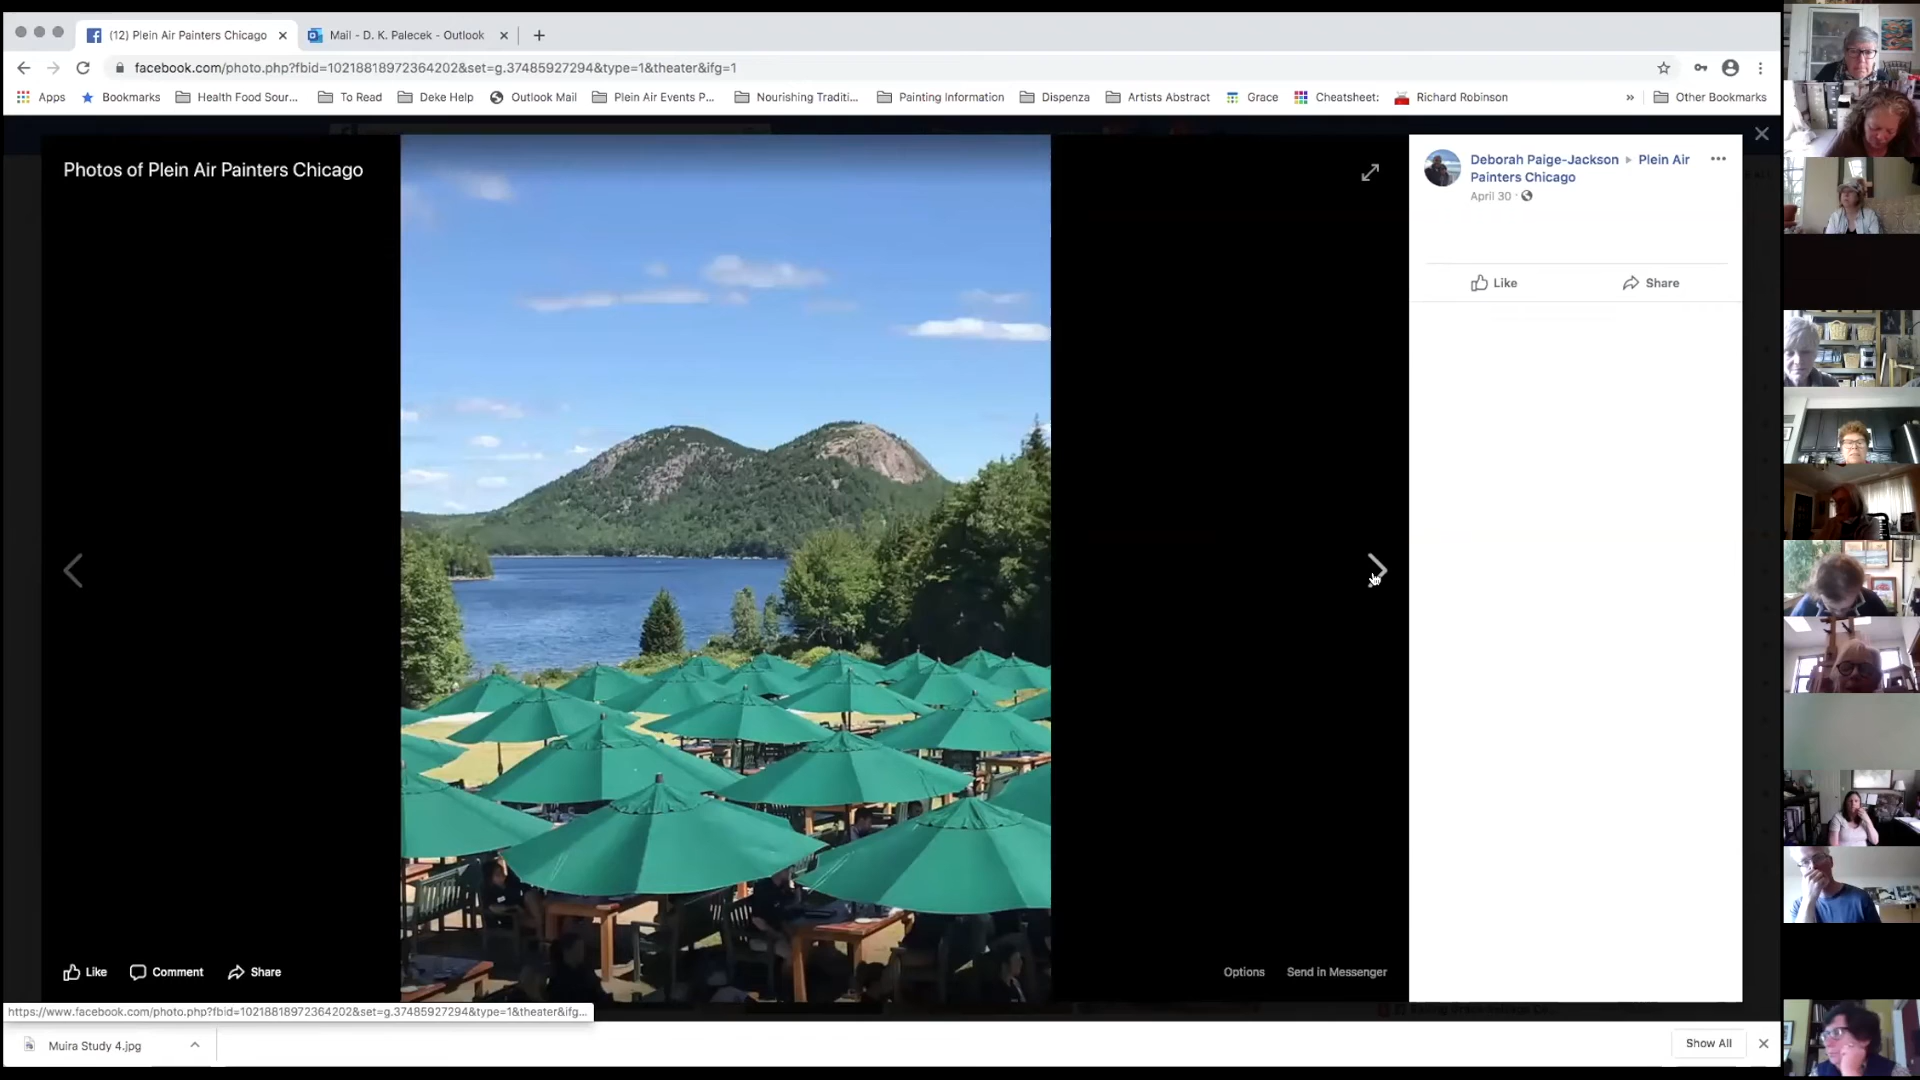 (12) Plein Air Painters Chicago
Mail - D. K. Palecek - Outlook
facebook.com/photo.php?fbid=10218818972364202&set=g.37485927294&type=1&theater&ifg=1
Apps
Bookmarks
Health Food Sour...
To Read
Deke Help
Outlook Mail
Plein Air Events P...
Nourishing Traditi...
Painting Information
Dispenza
Artists Abstract
Grace
Cheatsheet:
Richard Robinson
»
Other Bookmarks
Photos of Plein Air Painters Chicago
Deborah Paige-Jackson ▸ Plein Air
Painters Chicago
April 30 ·
Like
Share
Like
Comment
Share
Options
Send in Messenger
https://www.facebook.com/photo.php?fbid=10218818972364202&set=g.37485927294&type=1&theater&ifg...
Muira Study 4.jpg
Show All